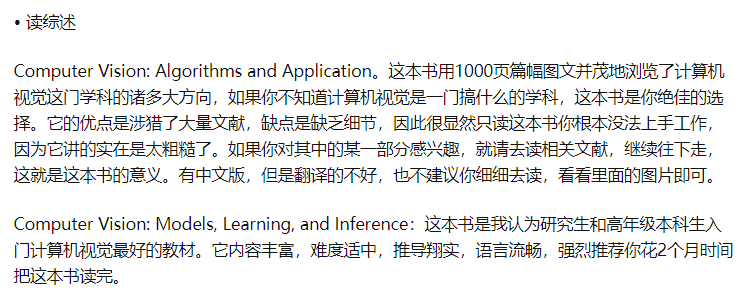 • 读综述
Computer Vision: Algorithms and Application。这本书用1000页篇幅图文并茂地浏览了计算机
视觉这门学科的诸多大方向，如果你不知道计算机视觉是一门搞什么的学科，这本书是你绝佳的选
择。它的优点是涉猎了大量文献，缺点是缺乏细节，因此很显然只读这本书你根本没法上手工作，
因为它讲的实在是太粗糙了。如果你对其中的某一部分感兴趣，就请去读相关文献，继续往下走，
这就是这本书的意义。有中文版，但是翻译的不好，也不建议你细细去读，看看里面的图片即可。
Computer Vision: Models, Learning, and Inference：这本书是我认为研究生和高年级本科生入
门计算机视觉最好的教材。它内容丰富，难度适中，推导翔实，语言流畅，强烈推荐你花2个月时间
把这本书读完。